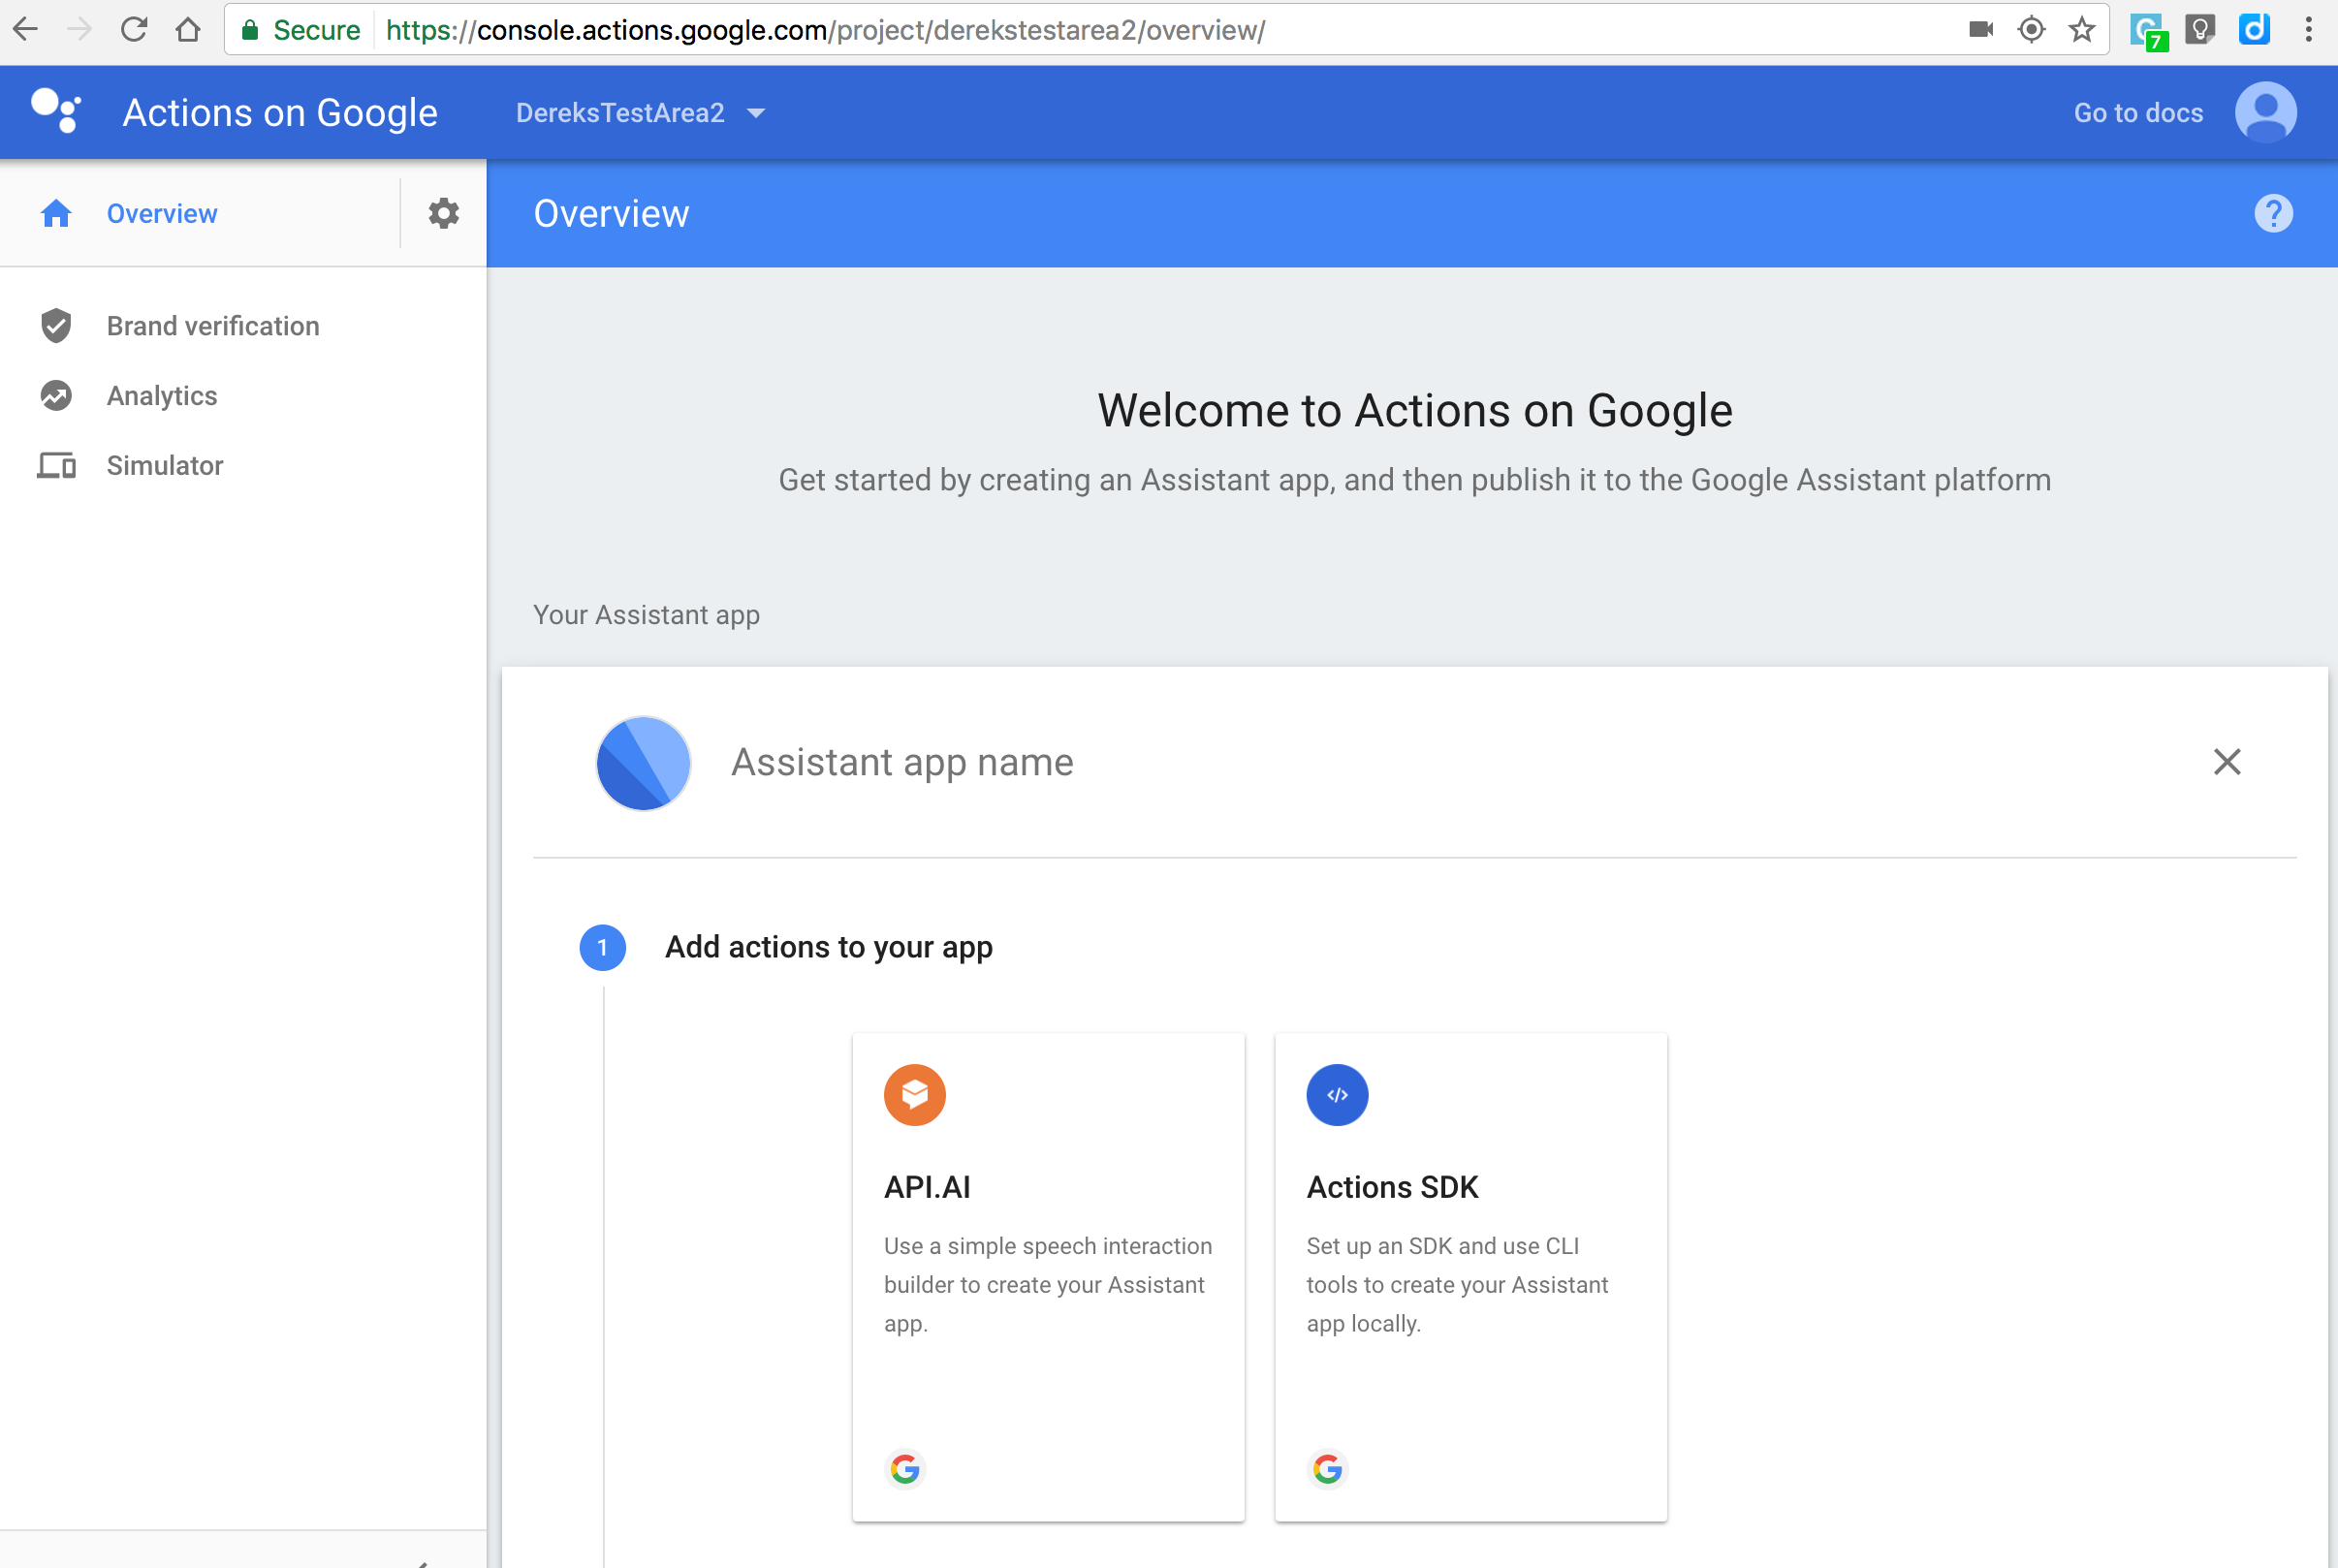 Secure https://console.actions.google.com/project/derekstestarea2/overview/
7
d
Actions on Google
DereksTestArea2
Go to docs
Overview
Overview
?
Brand verification
Analytics
Simulator
Welcome to Actions on Google
Get started by creating an Assistant app, and then publish it to the Google Assistant platform
Your Assistant app
Assistant app name
1 Add actions to your app
API.AI
Use a simple speech interaction
builder to create your Assistant
app.
G
</>
Actions SDK
Set up an SDK and use CLI
tools to create your Assistant
app locally.
G